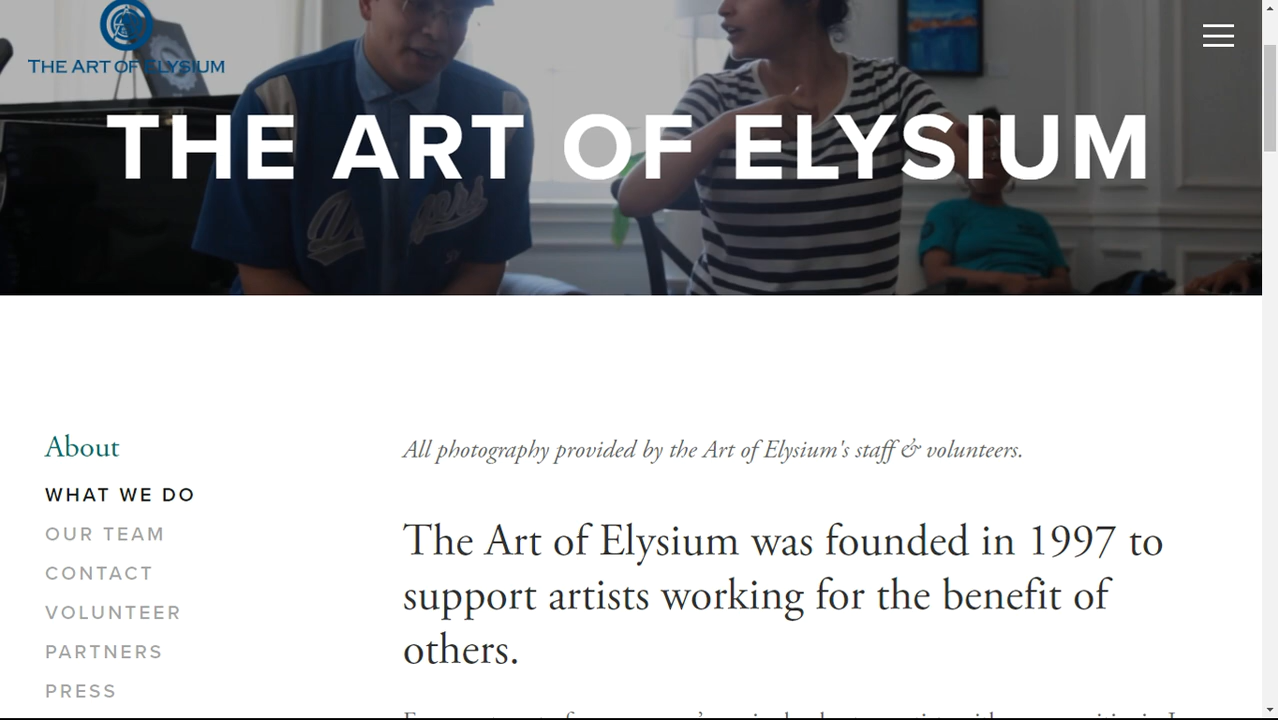 THE ART OF ELYSIUM
THE ART OF ELYSIUM
About
WHAT WE DO
OUR TEAM
CONTACT
VOLUNTEER
PARTNERS
PRESS
All photography provided by the Art of Elysium's staff & volunteers.
The Art of Elysium was founded in 1997 to
support artists working for the benefit of
others.